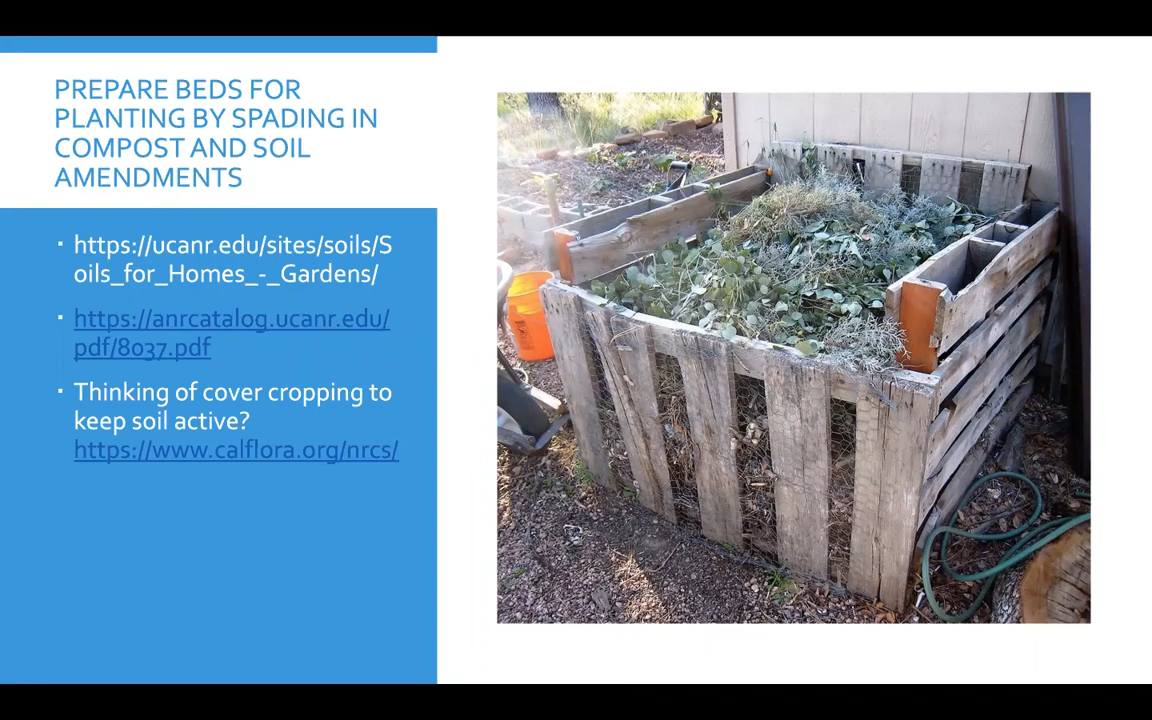 PREPARE BEDS FOR
PLANTING BY SPADING IN
COMPOST AND SOIL
AMENDMENTS
▪ https://ucanr.edu/sites/soils/S
oils_for_Homes_-_Gardens/
▪ https://anrcatalog.ucanr.edu/
pdf/8037.pdf
▪ Thinking of cover cropping to
keep soil active?
https://www.calflora.org/nrcs/